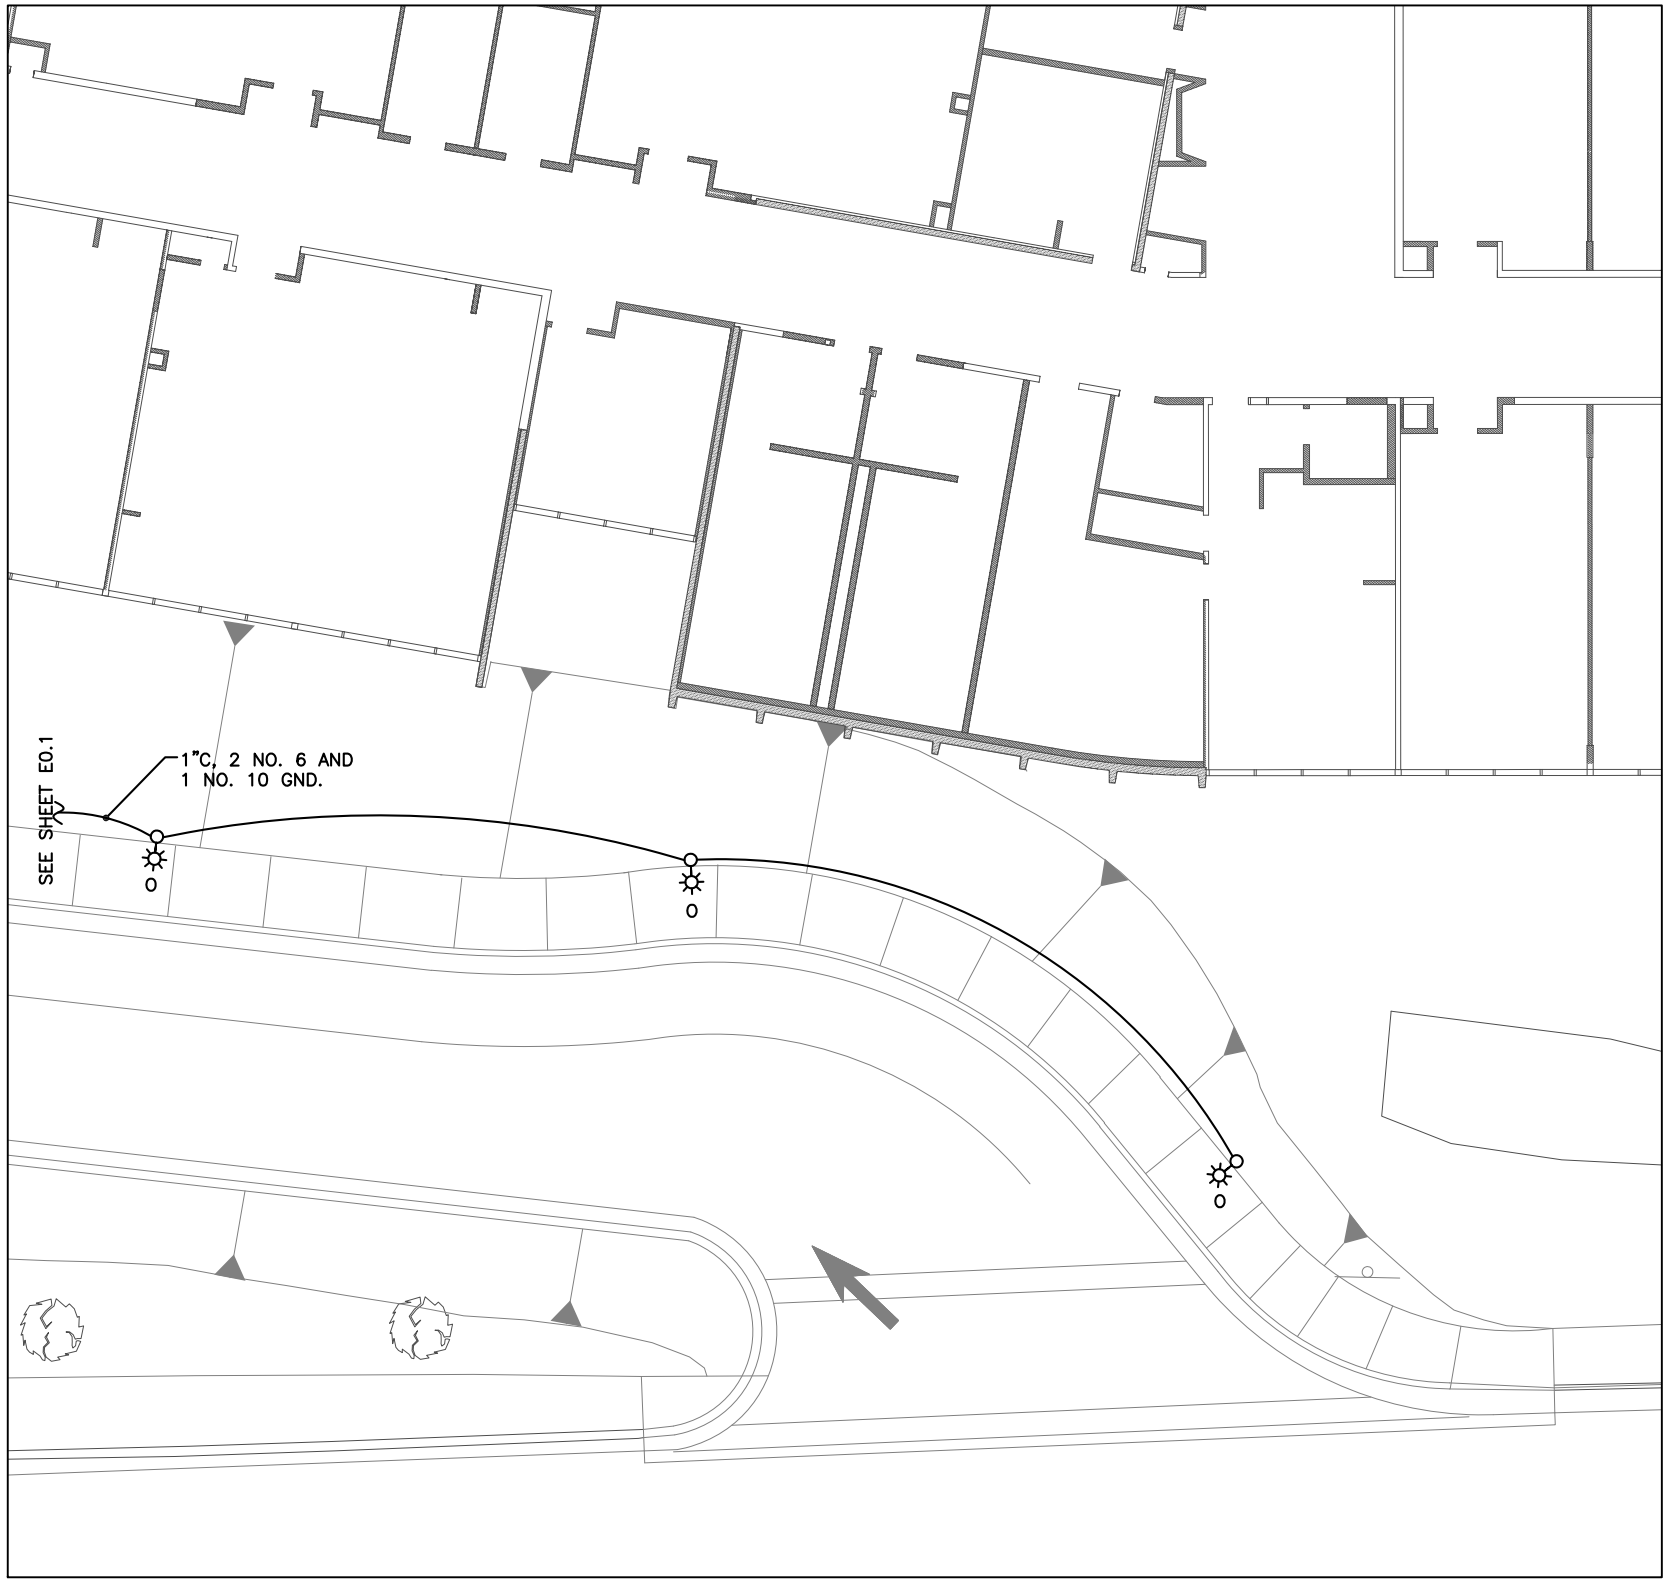 SEE SHEET E0.1
1"C, 2 NO. 6 AND
1 NO. 10 GND.
O
O
O